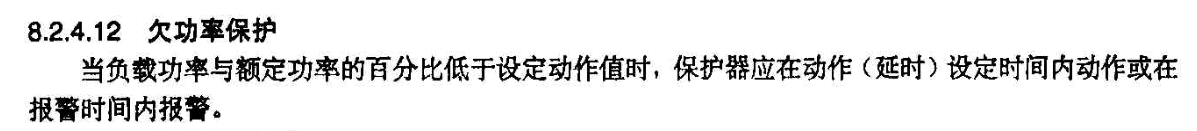 8.2.4.12 欠功率保护
当负载功率与额定功率的百分比低于设定动作值时，保护器应在动作（延时）设定时间内动作或在
报警时间内报警。